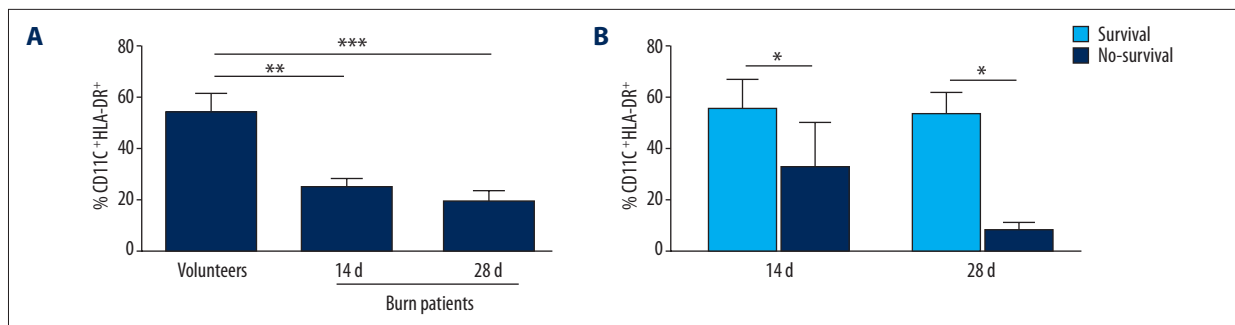 A
80
60
40
20
0
% CD11C⁺HLA-DR⁺
***
**
Volunteers
14 d
28 d
Burn patients
B
80
60
40
20
0
% CD11C⁺HLA-DR⁺
*
*
14 d
28 d
Survival
No-survival